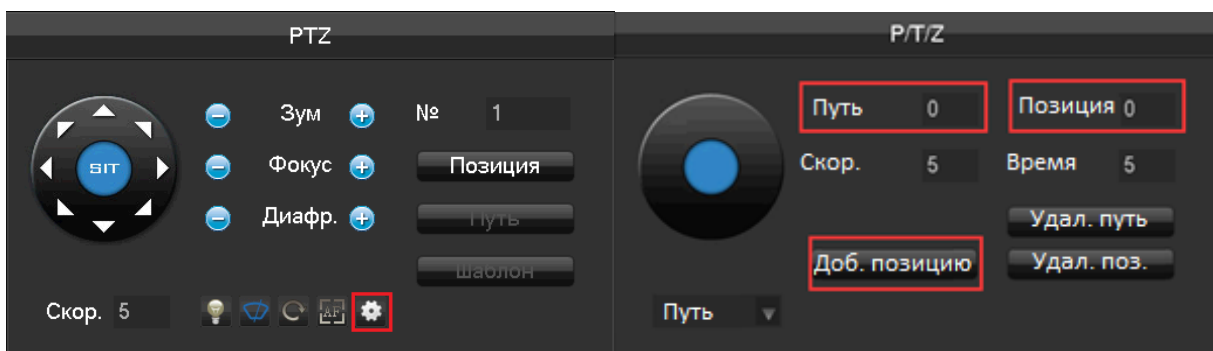 PTZ
Зум № 1
SIT Фокус Позиция
Диафр. Путь
Шаблон
Скор. 5 AF
P/T/Z
Путь 0 Позиция 0
Скор. 5 Время 5
Удал. путь
Доб. позицию Удал. поз.
Путь